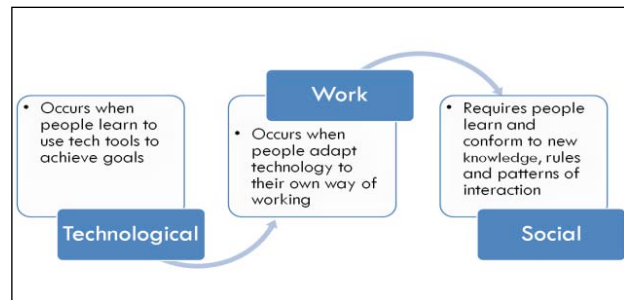 • Occurs when
people learn to
use tech tools to
achieve goals
Technological
Work
• Occurs when
people adapt
technology to
their own way of
working
• Requires people
learn and
conform to new
knowledge, rules
and patterns of
interaction
Social